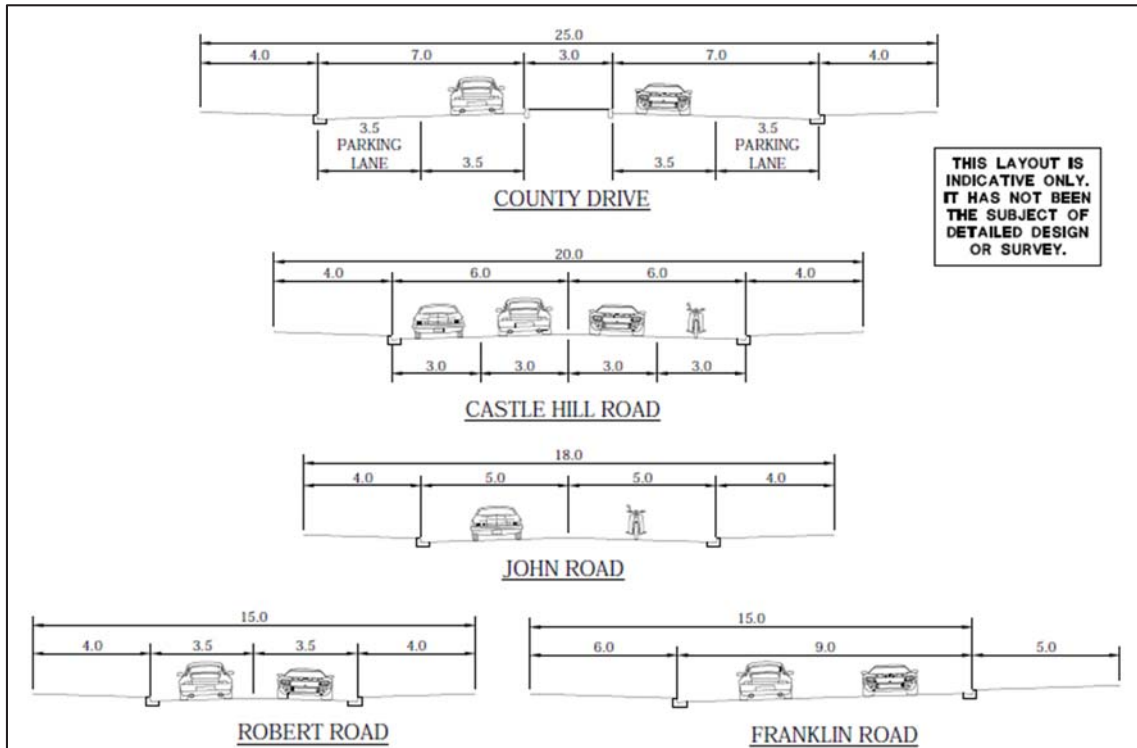 25.0
4.0 7.0 3.0 7.0 4.0
3.5 3.5
PARKING PARKING
LANE LANE
3.5 3.5
COUNTY DRIVE
THIS LAYOUT IS
INDICATIVE ONLY.
IT HAS NOT BEEN
THE SUBJECT OF
DETAILED DESIGN
OR SURVEY.
20.0
4.0 6.0 6.0 4.0
3.0 3.0 3.0 3.0
CASTLE HILL ROAD
18.0
4.0 5.0 5.0 4.0
JOHN ROAD
15.0
4.0 3.5 3.5 4.0
ROBERT ROAD
15.0
6.0 9.0 5.0
FRANKLIN ROAD